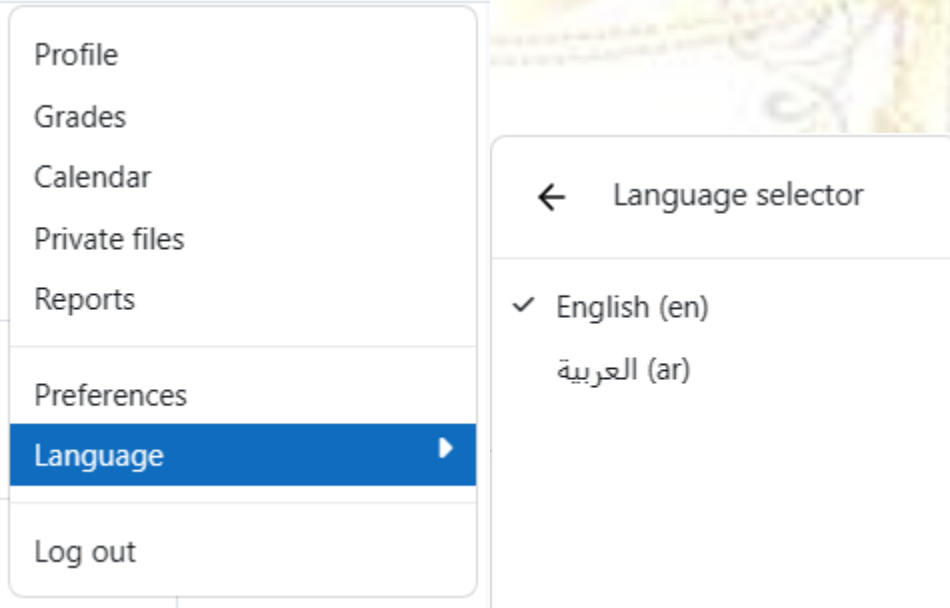 Profile
Grades
Calendar
Private files
Reports
Preferences
Language
Log out
Language selector
English (en)
العربية (ar)